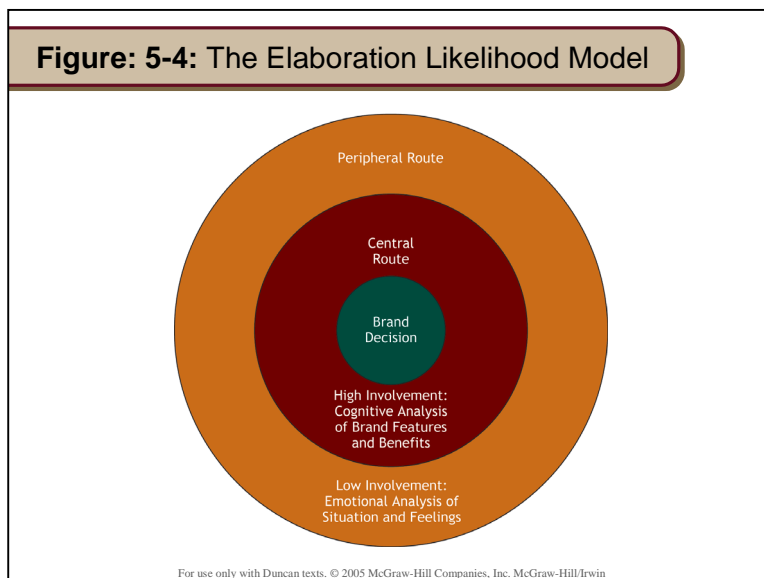 Figure: 5-4: The Elaboration Likelihood Model
Peripheral Route
Central
Route
Brand
Decision
High Involvement:
Cognitive Analysis
of Brand Features
and Benefits
Low Involvement:
Emotional Analysis of
Situation and Feelings
For use only with Duncan texts. © 2005 McGraw-Hill Companies, Inc. McGraw-Hill/Irwin